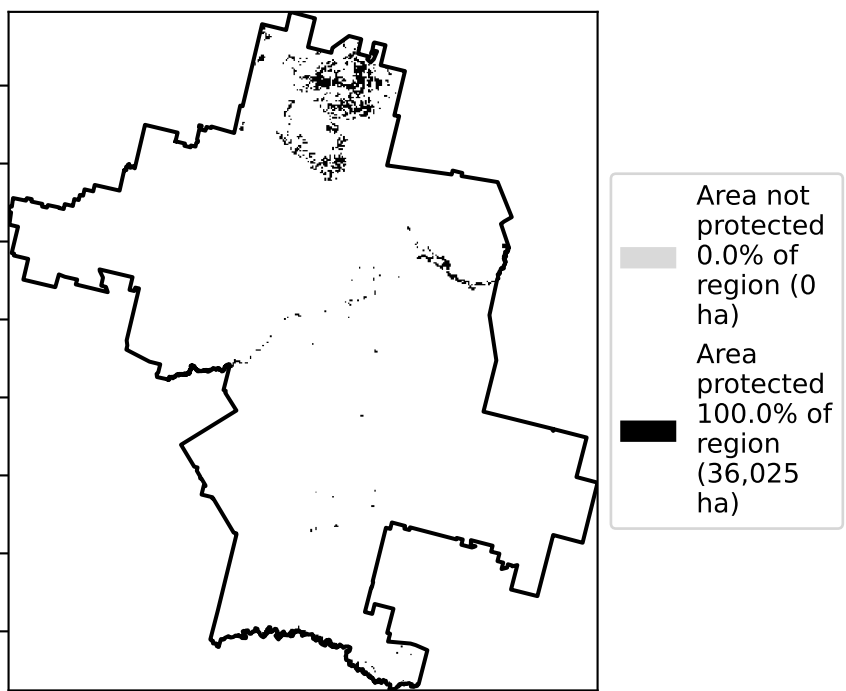 Area not
protected
0.0% of
region (0
ha)
Area
protected
100.0% of
region
(36,025
ha)